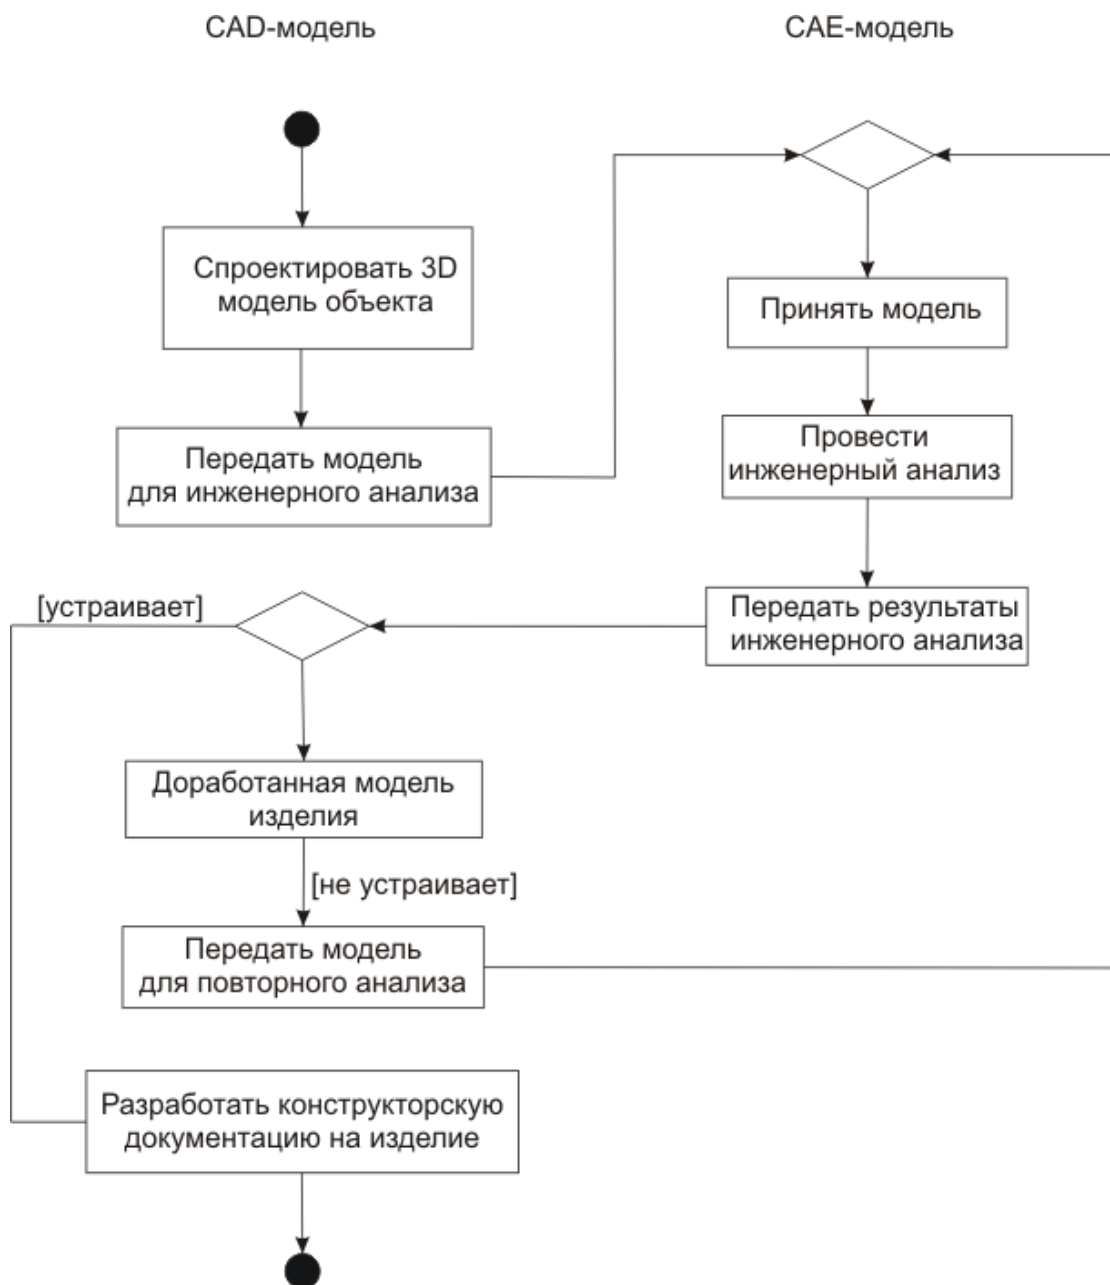 CAD-модель
CAE-модель
Спроектировать 3D
модель объекта
Принять модель
Передать модель
для инженерного анализа
Провести
инженерный анализ
[устраивает]
Передать результаты
инженерного анализа
Доработанная модель
изделия
[не устраивает]
Передать модель
для повторного анализа
Разработать конструкторскую
документацию на изделие